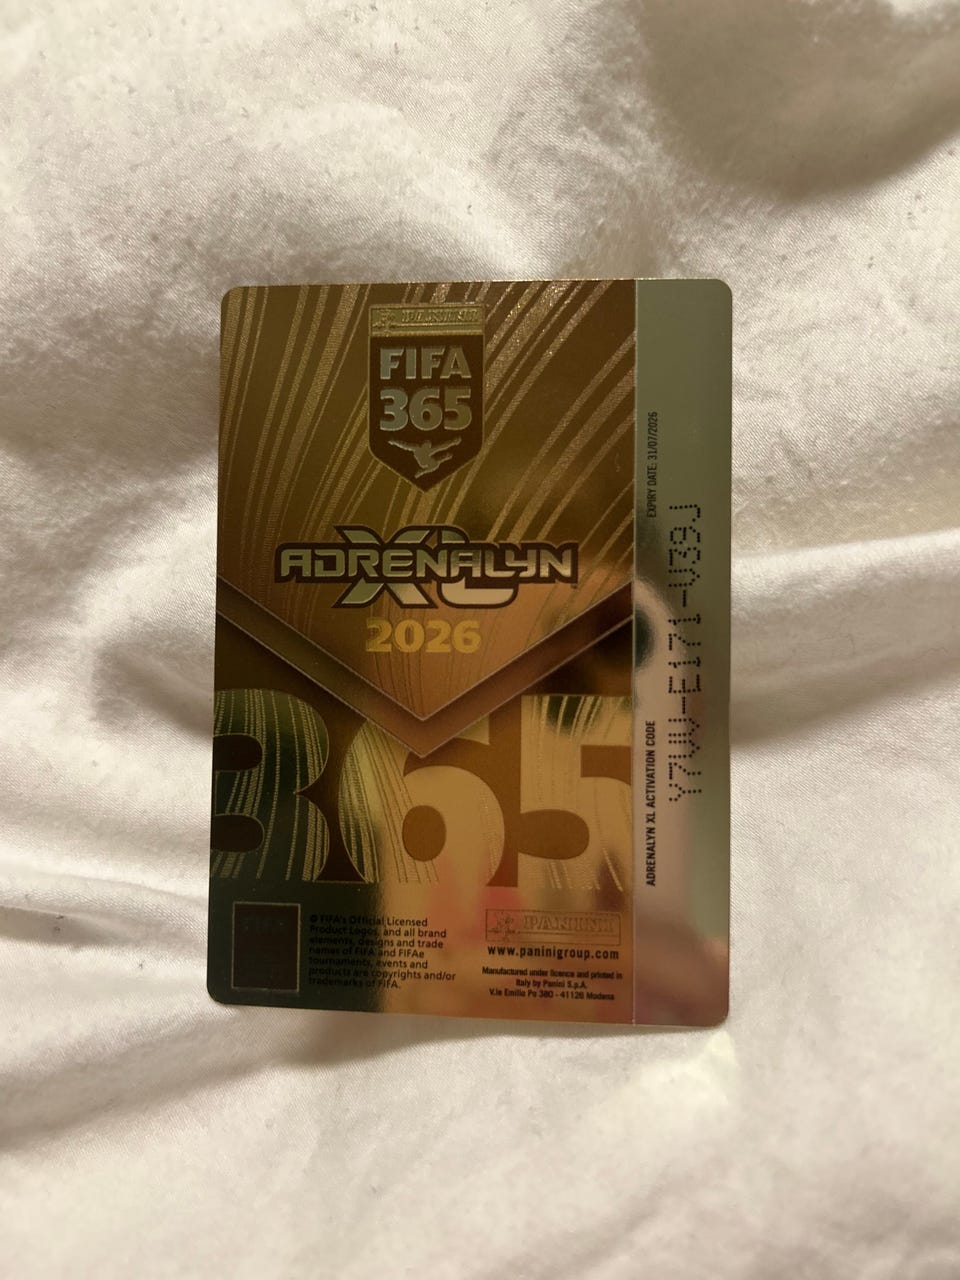 PANINI
FIFA
365
ADRENALYN
XL
2026
365
FIFA
© FIFA's Official Licensed
Product Logos, and all brand
elements, designs and trade
names of FIFA and FIFAe
tournaments, events and
products are copyrights and/or
trademarks of FIFA.
PANINI
www.paninigroup.com
Manufactured under licence and printed in
Italy by Panini S.p.A.
V.le Emilio Po 380 - 41126 Modena
ADRENALYN XL ACTIVATION CODE
EXPIRY DATE: 31/07/2026